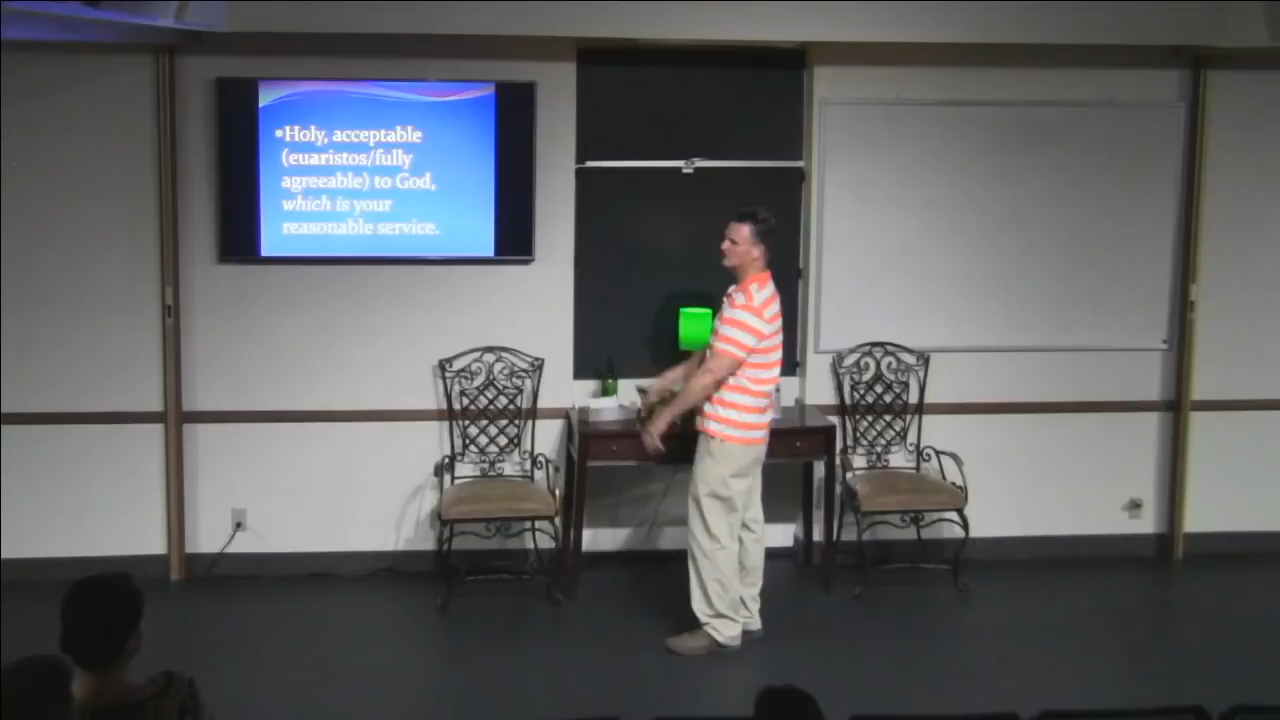 •Holy, acceptable
(euaristos/fully
agreeable) to God,
which is your
reasonable service.